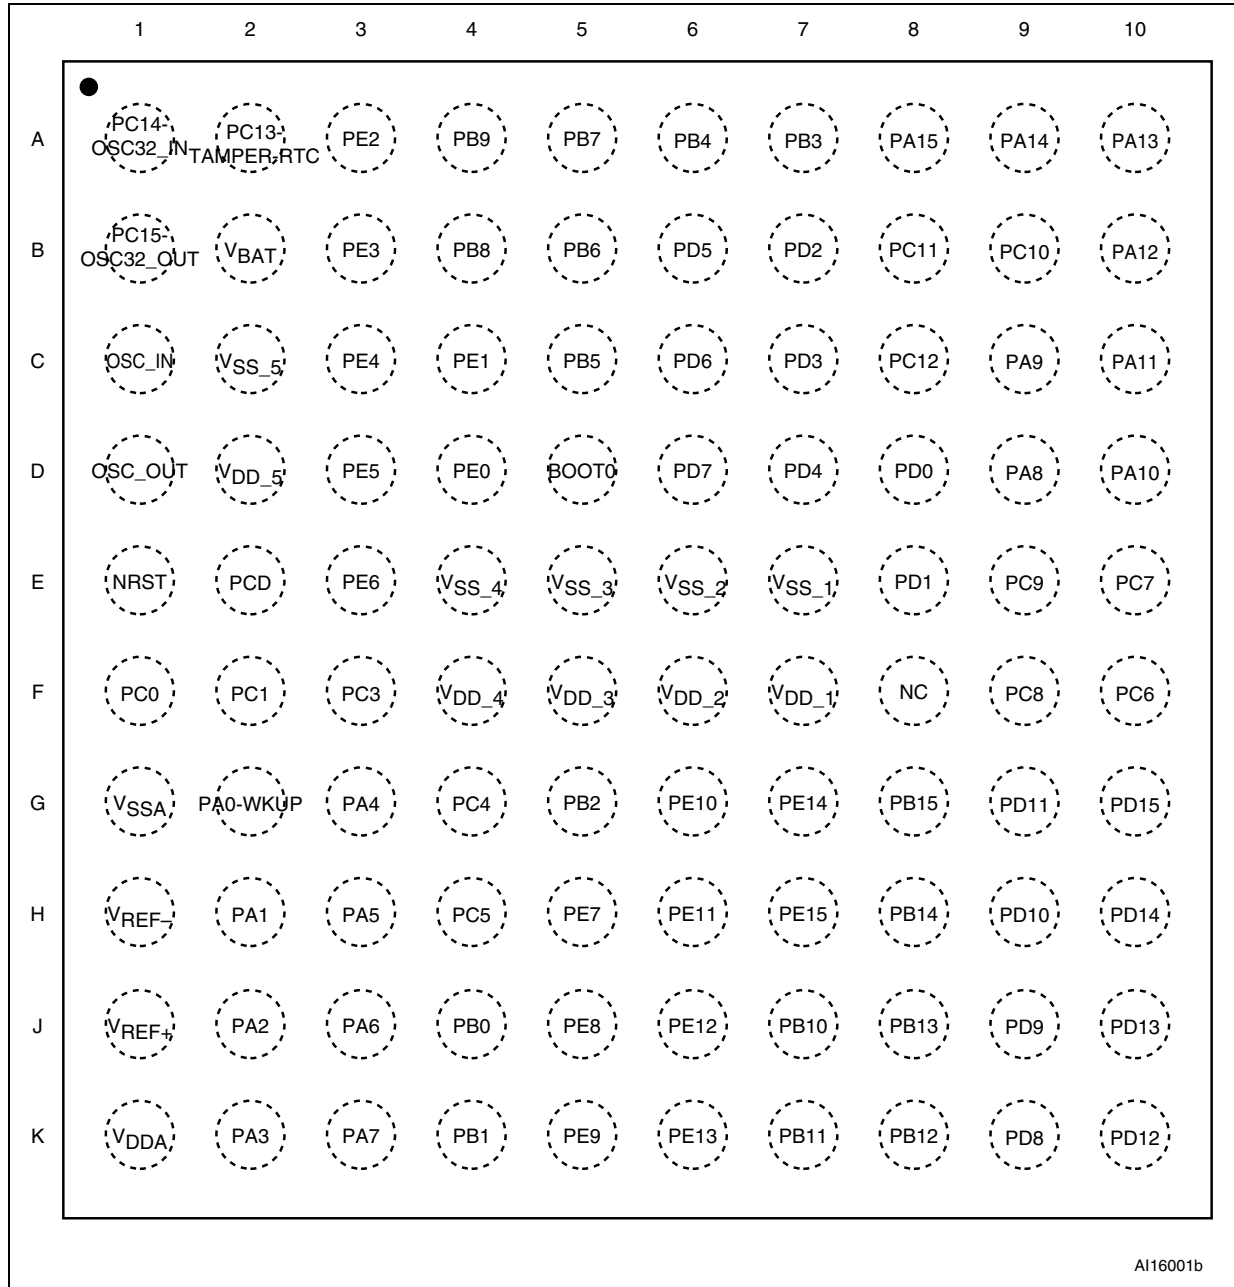 1 2 3 4 5 6 7 8 9 10
A PC14-OSC32_IN PC13-TAMPER-RTC PE2 PB9 PB7 PB4 PB3 PA15 PA14 PA13
B PC15-OSC32_OUT VBAT PE3 PB8 PB6 PD5 PD2 PC11 PC10 PA12
C OSC_IN VSS_5 PE4 PE1 PB5 PD6 PD3 PC12 PA9 PA11
D OSC_OUT VDD_5 PE5 PE0 BOOT0 PD7 PD4 PD0 PA8 PA10
E NRST PCD PE6 VSS_4 VSS_3 VSS_2 VSS_1 PD1 PC9 PC7
F PC0 PC1 PC3 VDD_4 VDD_3 VDD_2 VDD_1 NC PC8 PC6
G VSSA PA0-WKUP PA4 PC4 PB2 PE10 PE14 PB15 PD11 PD15
H VREF– PA1 PA5 PC5 PE7 PE11 PE15 PB14 PD10 PD14
J VREF+ PA2 PA6 PB0 PE8 PE12 PB10 PB13 PD9 PD13
K VDDA PA3 PA7 PB1 PE9 PE13 PB11 PB12 PD8 PD12
AI16001b